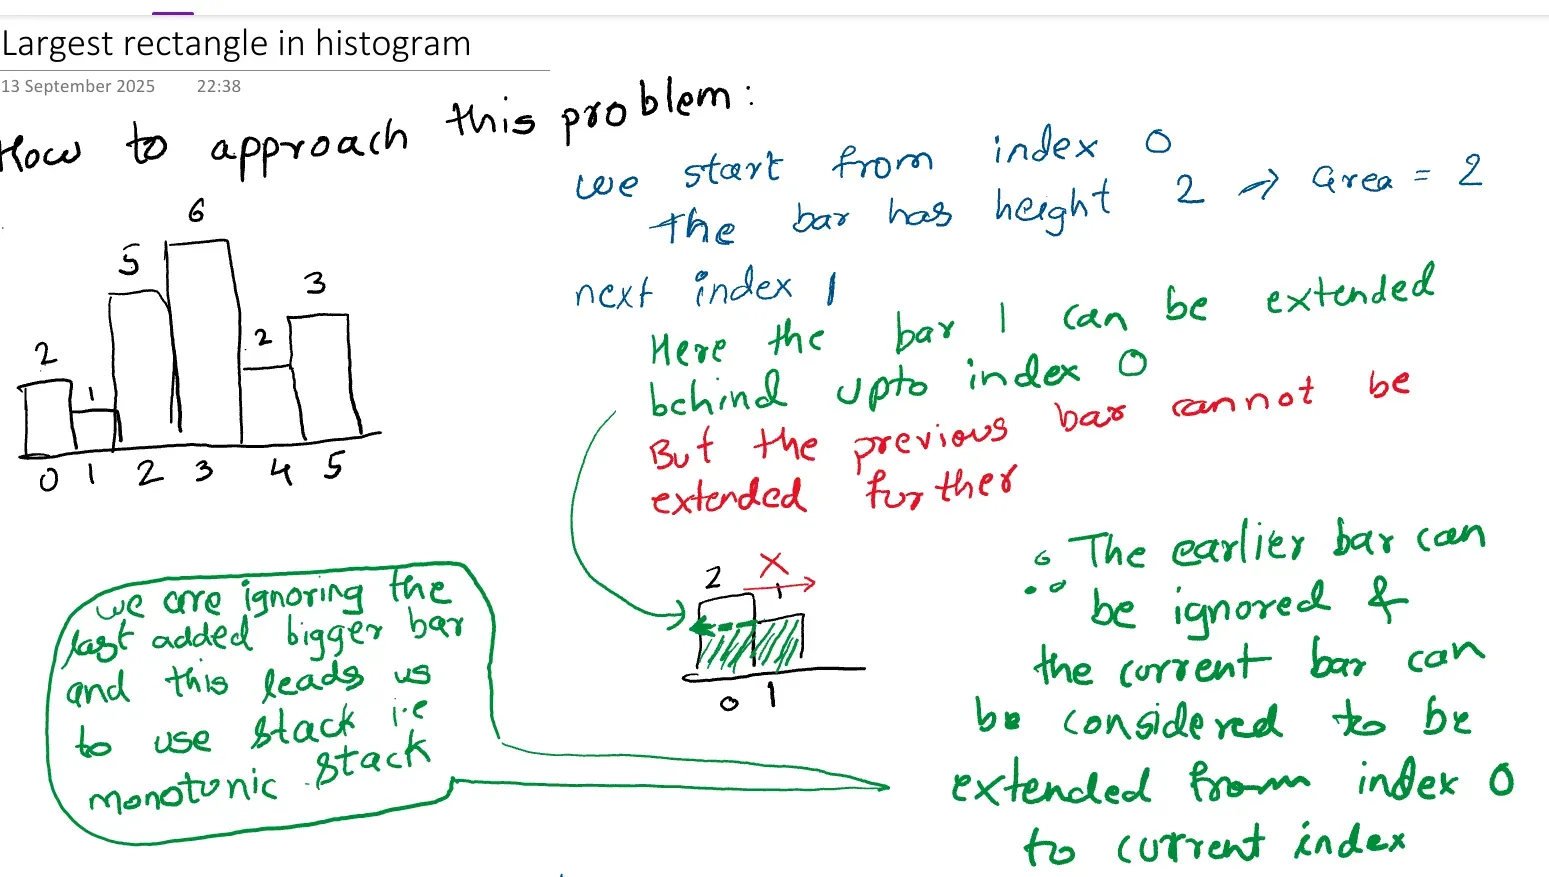 Largest rectangle in histogram
13 September 2025 22:38
How to approach this problem:
we start from index 0
the bar has height 2 → area = 2
next index 1
Here the bar 1 can be extended
behind upto index 0
But the previous bar cannot be
extended further
6
5
3
2
2
1
0 1 2 3 4 5
2 X
1
0 1
∴ The earlier bar can
be ignored &
the current bar can
be considered to be
extended from index 0
to current index
we are ignoring the
last added bigger bar
and this leads us
to use stack i.e
monotonic stack